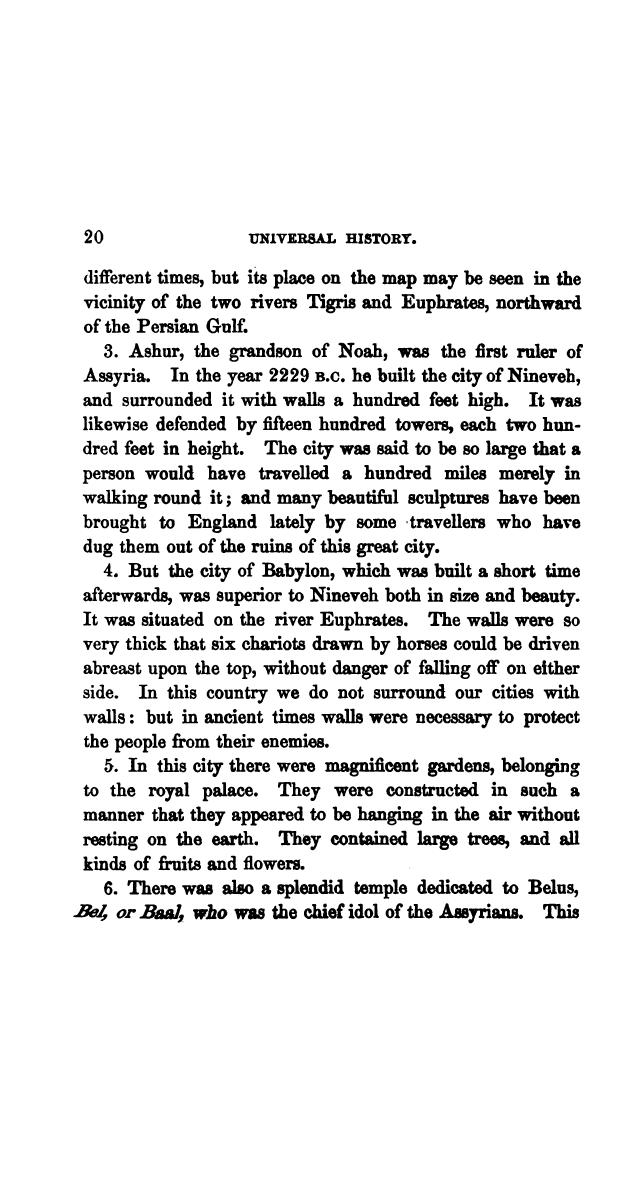 20 UNIVERSAL HISTORY.
different times, but its place on the map may be seen in the
vicinity of the two rivers Tigris and Euphrates, northward
of the Persian Gulf.
3. Ashur, the grandson of Noah, was the first ruler of
Assyria. In the year 2229 B.C. he built the city of Nineveh,
and surrounded it with walls a hundred feet high. It was
likewise defended by fifteen hundred towers, each two hun-
dred feet in height. The city was said to be so large that a
person would have travelled a hundred miles merely in
walking round it; and many beautiful sculptures have been
brought to England lately by some travellers who have
dug them out of the ruins of this great city.
4. But the city of Babylon, which was built a short time
afterwards, was superior to Nineveh both in size and beauty.
It was situated on the river Euphrates. The walls were so
very thick that six chariots drawn by horses could be driven
abreast upon the top, without danger of falling off on either
side. In this country we do not surround our cities with
walls: but in ancient times walls were necessary to protect
the people from their enemies.
5. In this city there were magnificent gardens, belonging
to the royal palace. They were constructed in such a
manner that they appeared to be hanging in the air without
resting on the earth. They contained large trees, and all
kinds of fruits and flowers.
6. There was also a splendid temple dedicated to Belus,
Bel, or Baal, who was the chief idol of the Assyrians. This